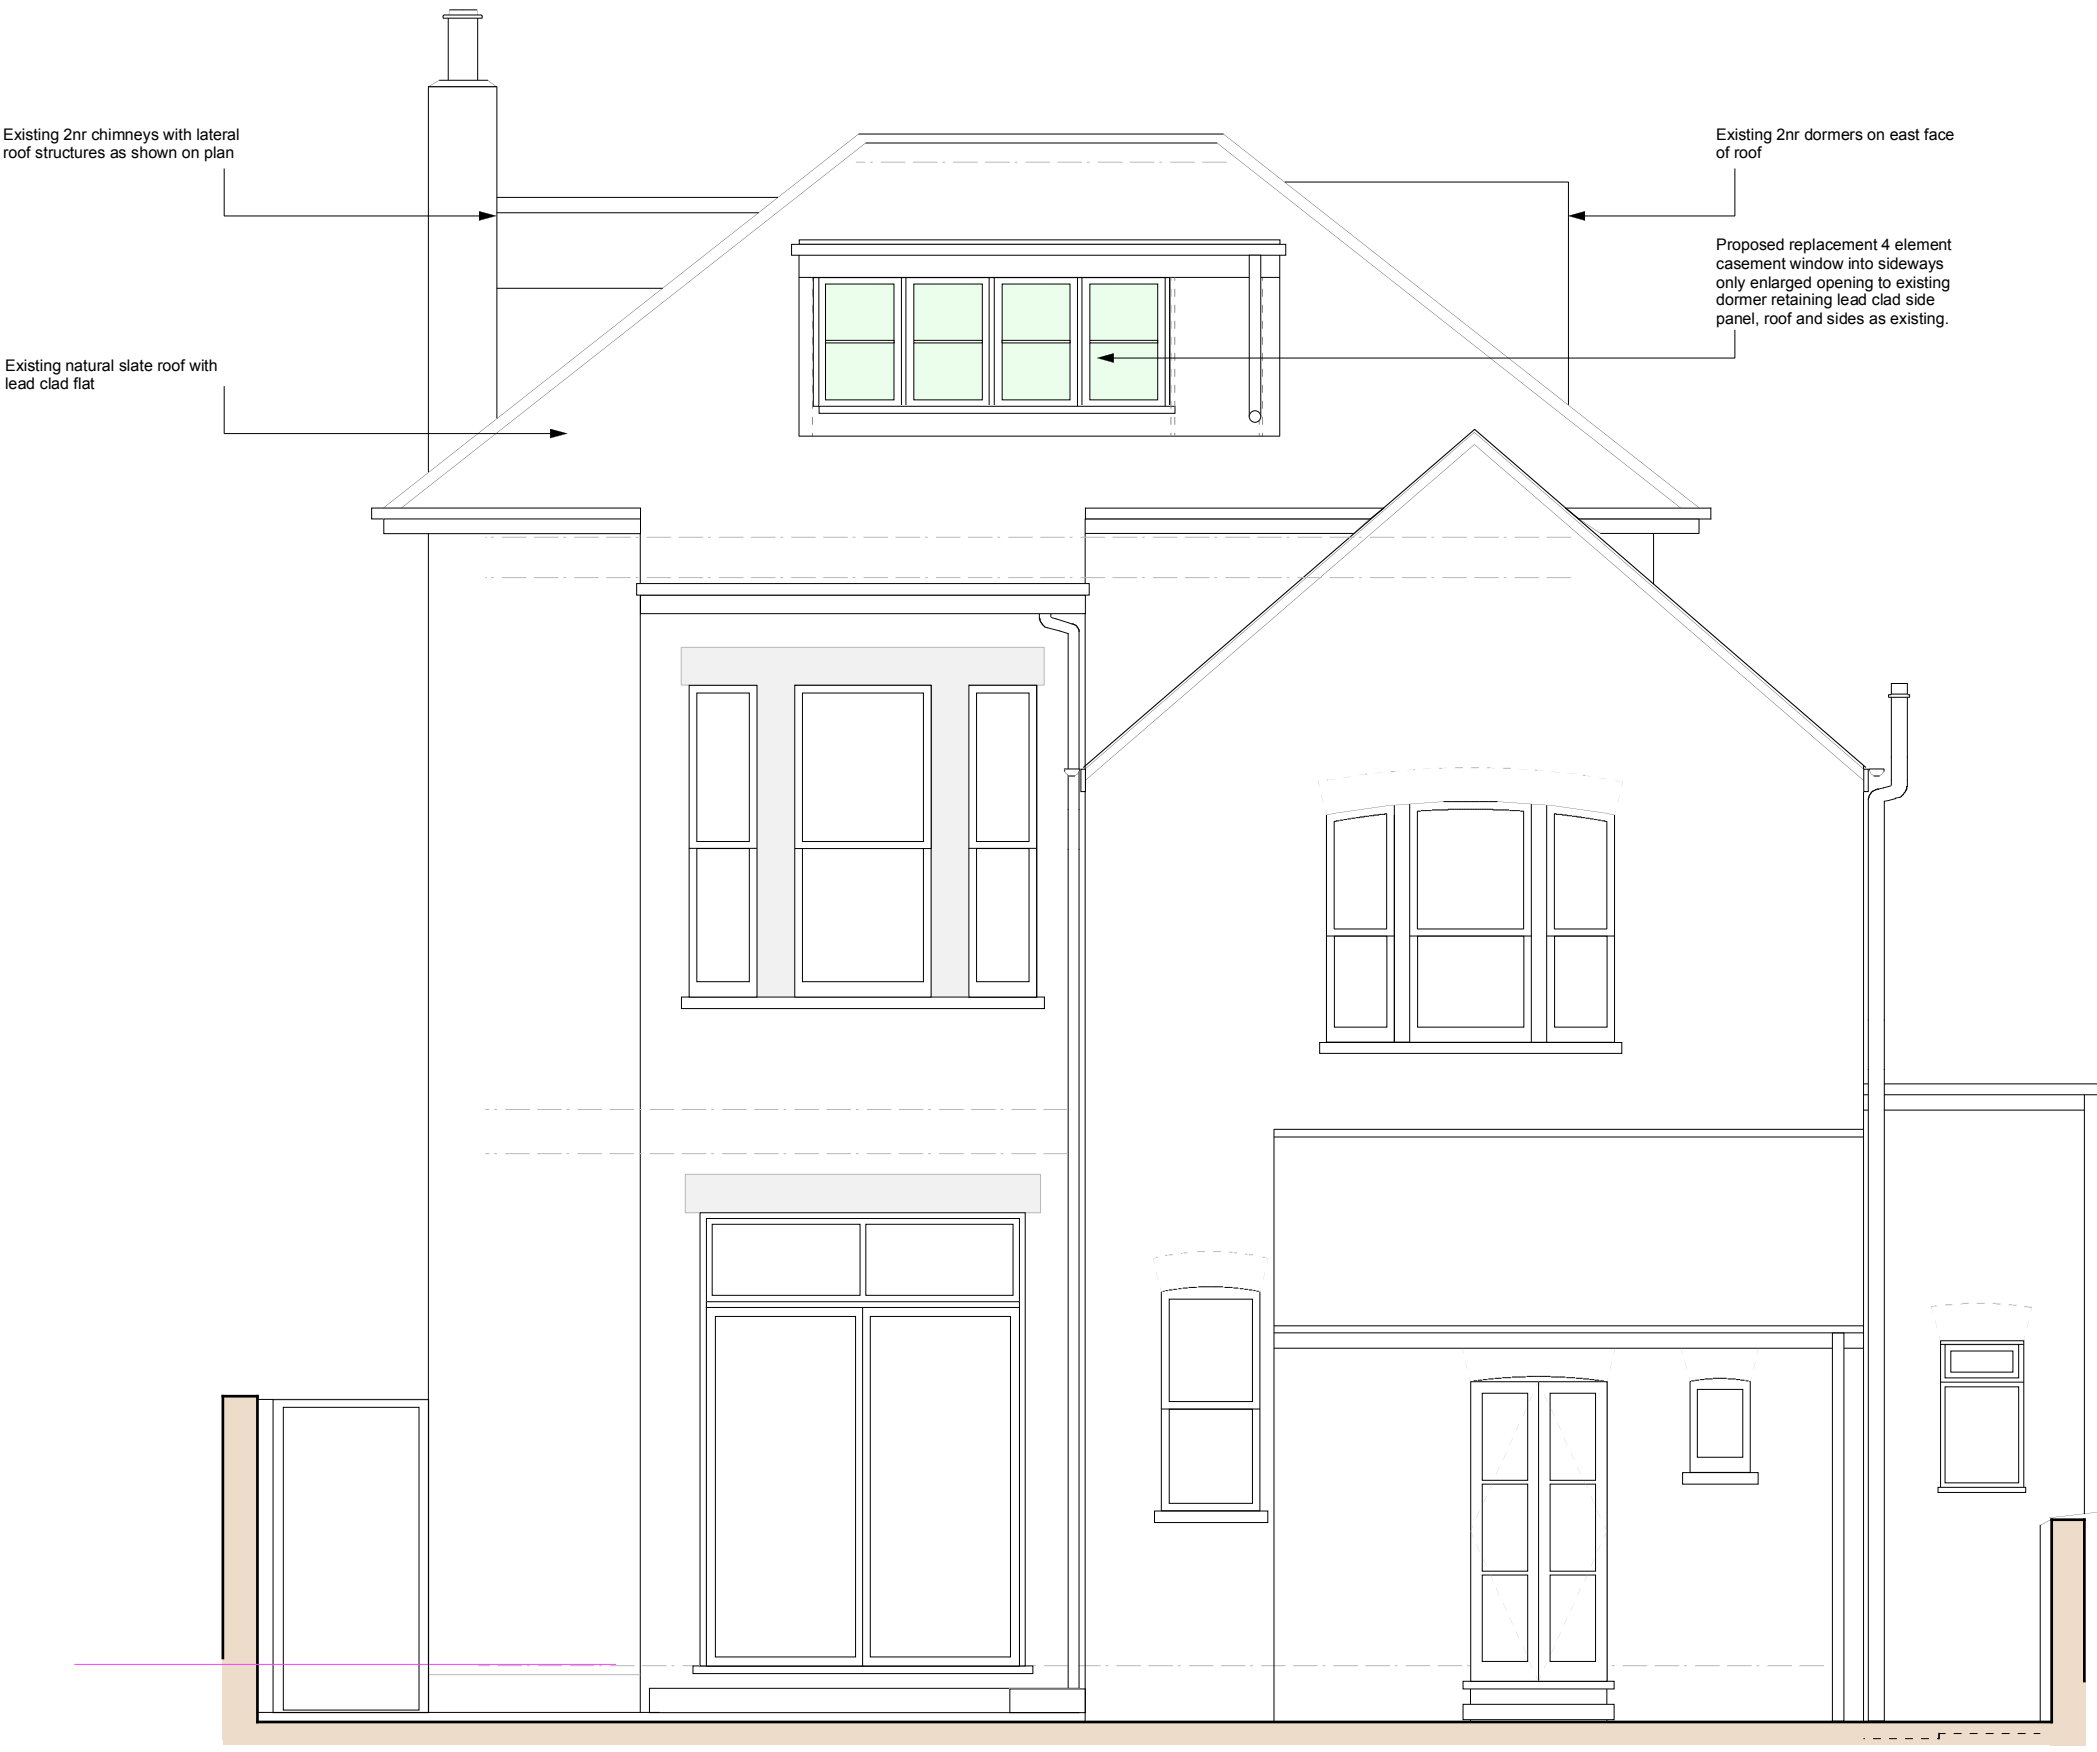 Existing 2nr chimneys with lateral
roof structures as shown on plan
Existing natural slate roof with
lead clad flat
Existing 2nr dormers on east face
of roof
Proposed replacement 4 element
casement window into sideways
only enlarged opening to existing
dormer retaining lead clad side
panel, roof and sides as existing.